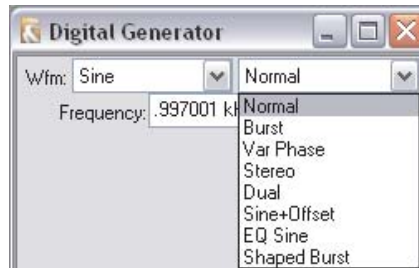 Digital Generator
Wfm: Sine Normal
Frequency: .997001 Normal
Burst
Var Phase
Stereo
Dual
Sine+Offset
EQ Sine
Shaped Burst